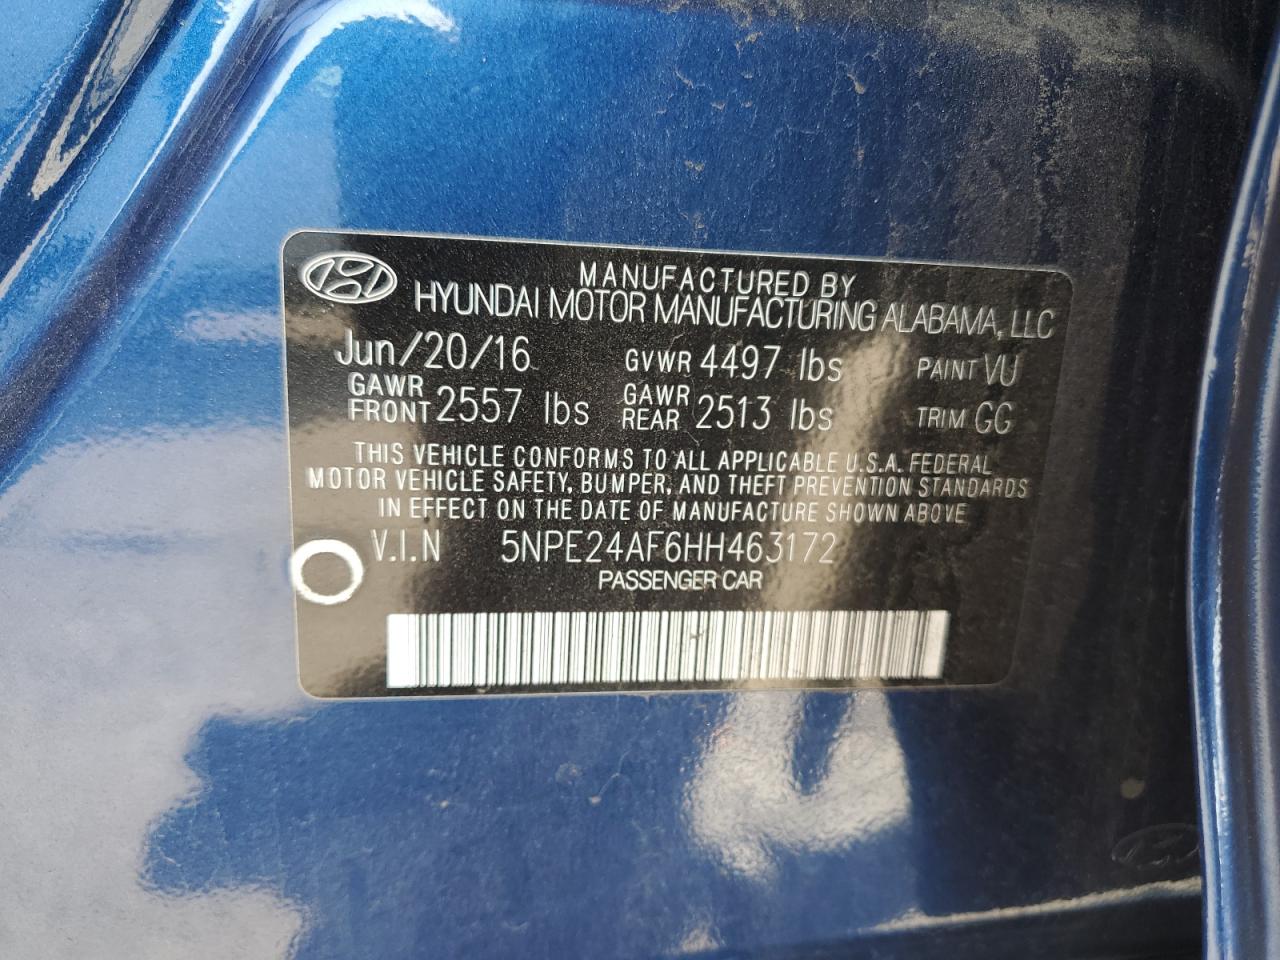 MANUFACTURED BY
HYUNDAI MOTOR MANUFACTURING ALABAMA, LLC
Jun/20/16 GVWR 4497 lbs PAINT VU
GAWR FRONT 2557 lbs GAWR REAR 2513 lbs TRIM GG
THIS VEHICLE CONFORMS TO ALL APPLICABLE U.S.A. FEDERAL
MOTOR VEHICLE SAFETY, BUMPER, AND THEFT PREVENTION STANDARDS
IN EFFECT ON THE DATE OF MANUFACTURE SHOWN ABOVE
V.I.N 5NPE24AF6HH463172
PASSENGER CAR